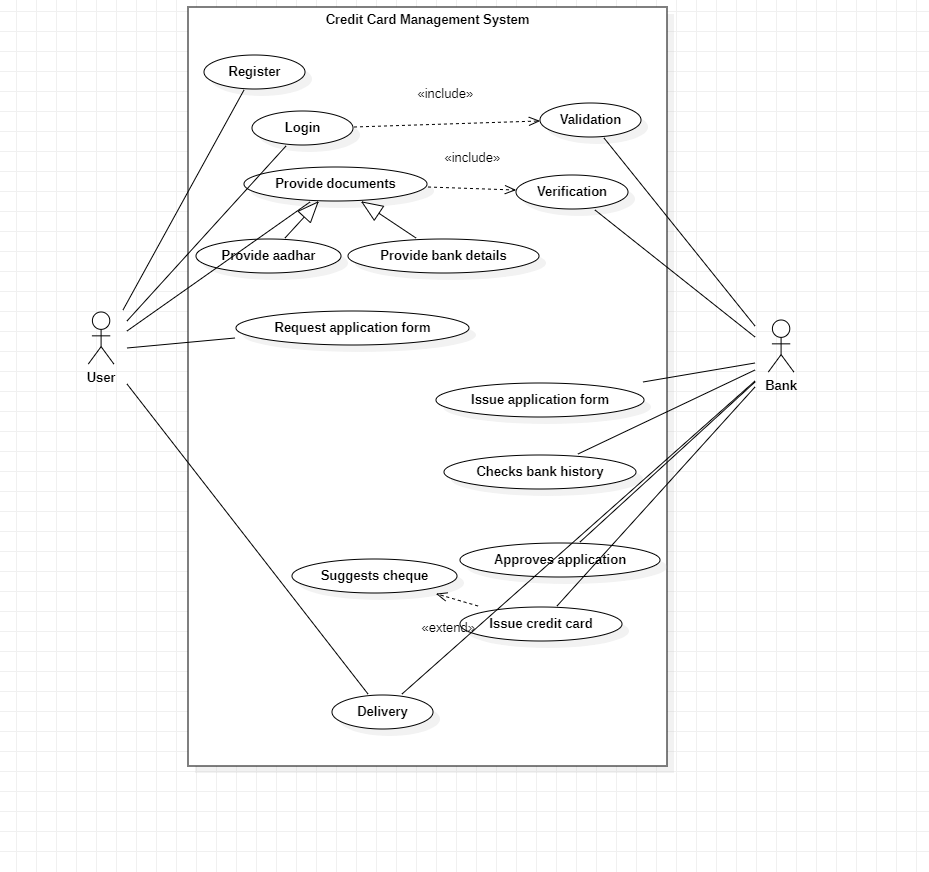 Credit Card Management System
Register
«include»
Login
Validation
«include»
Provide documents
Verification
Provide aadhar
Provide bank details
Request application form
User
Bank
Issue application form
Checks bank history
Approves application
Suggests cheque
«extend»
Issue credit card
Delivery